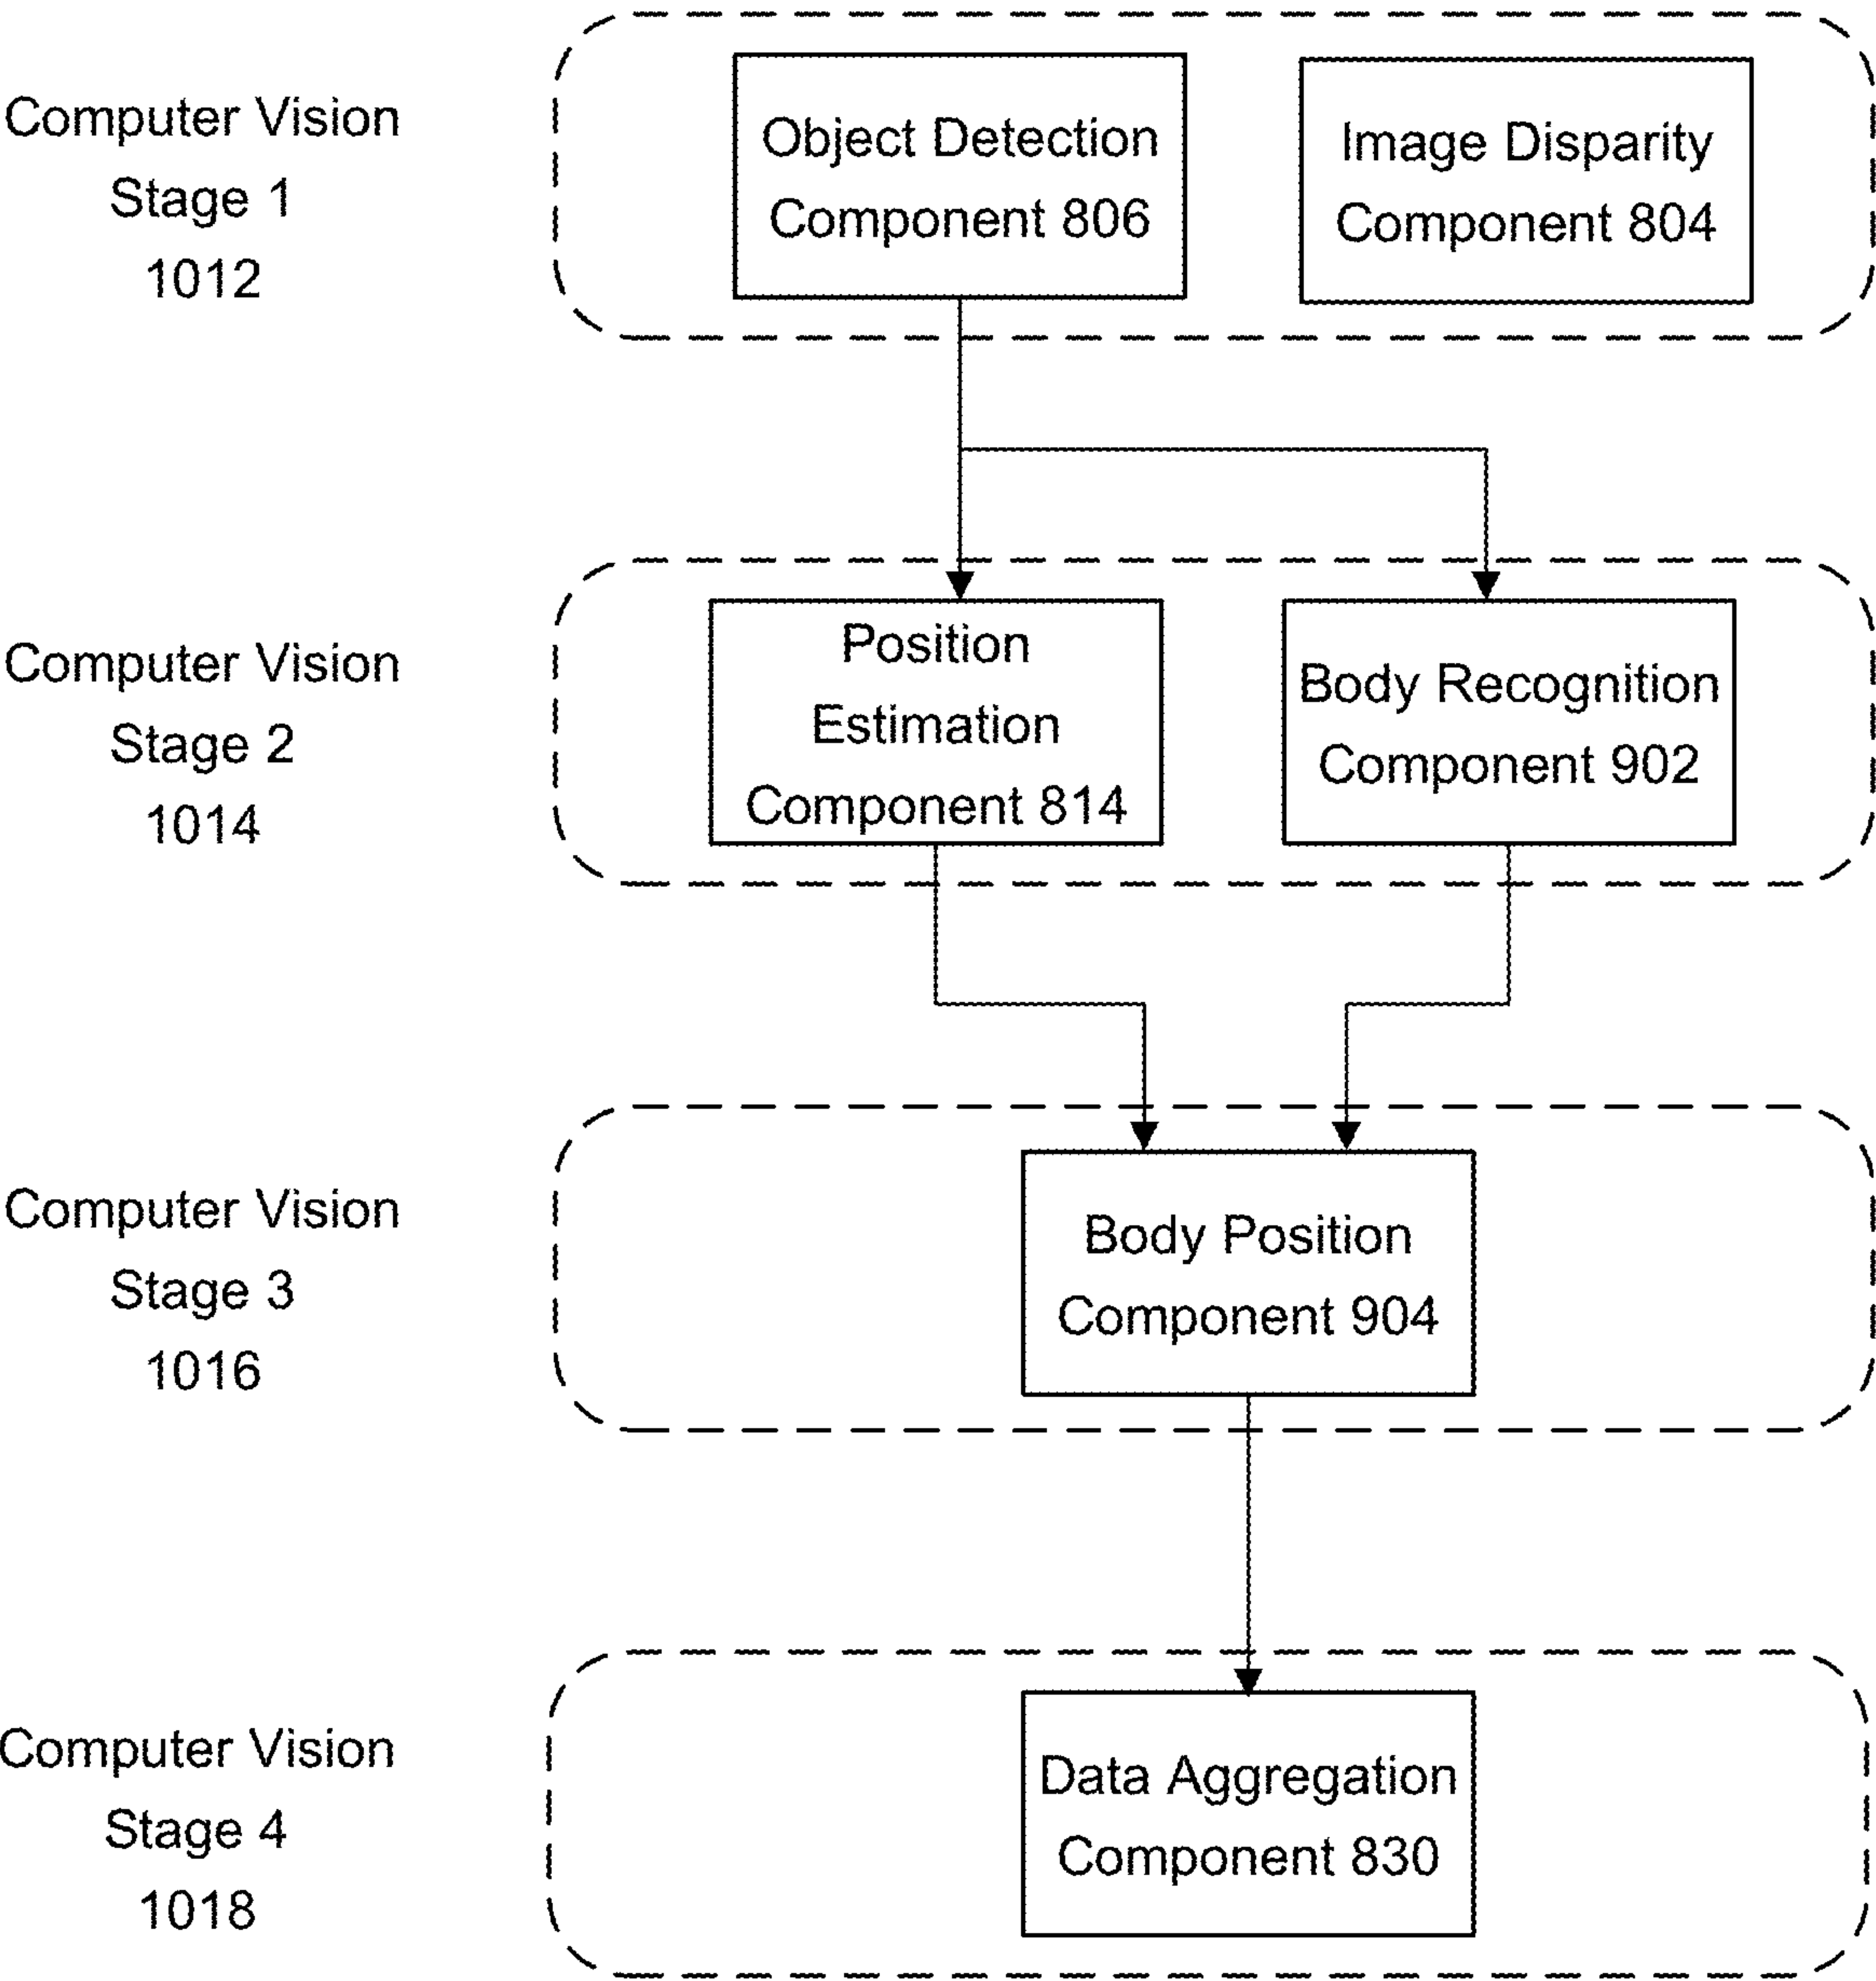 Computer Vision
Stage 1
1012
Object Detection
Component 806
Image Disparity
Component 804
Computer Vision
Stage 2
1014
Position
Estimation
Component 814
Body Recognition
Component 902
Computer Vision
Stage 3
1016
Body Position
Component 904
Computer Vision
Stage 4
1018
Data Aggregation
Component 830